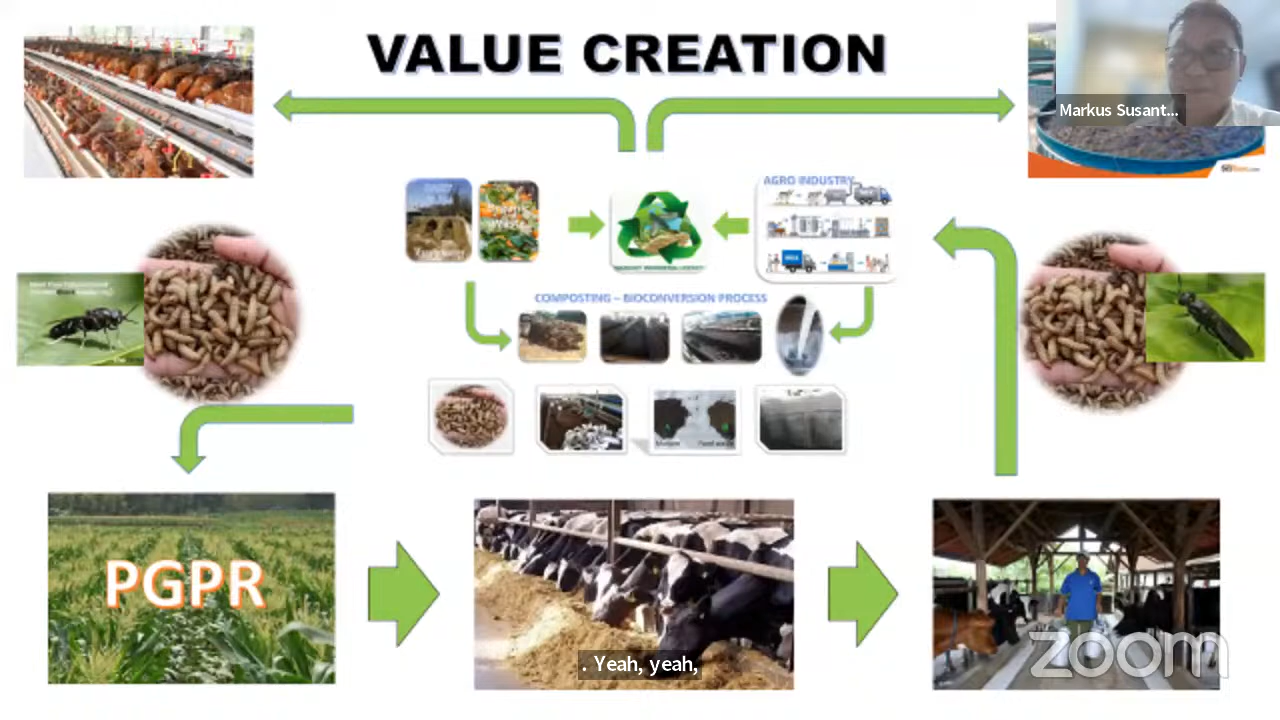 VALUE CREATION
Markus Susant...
AGRO INDUSTRY
COMPOSTING – BIOCONVERSION PROCESS
PGPR
. Yeah, yeah,
zoom